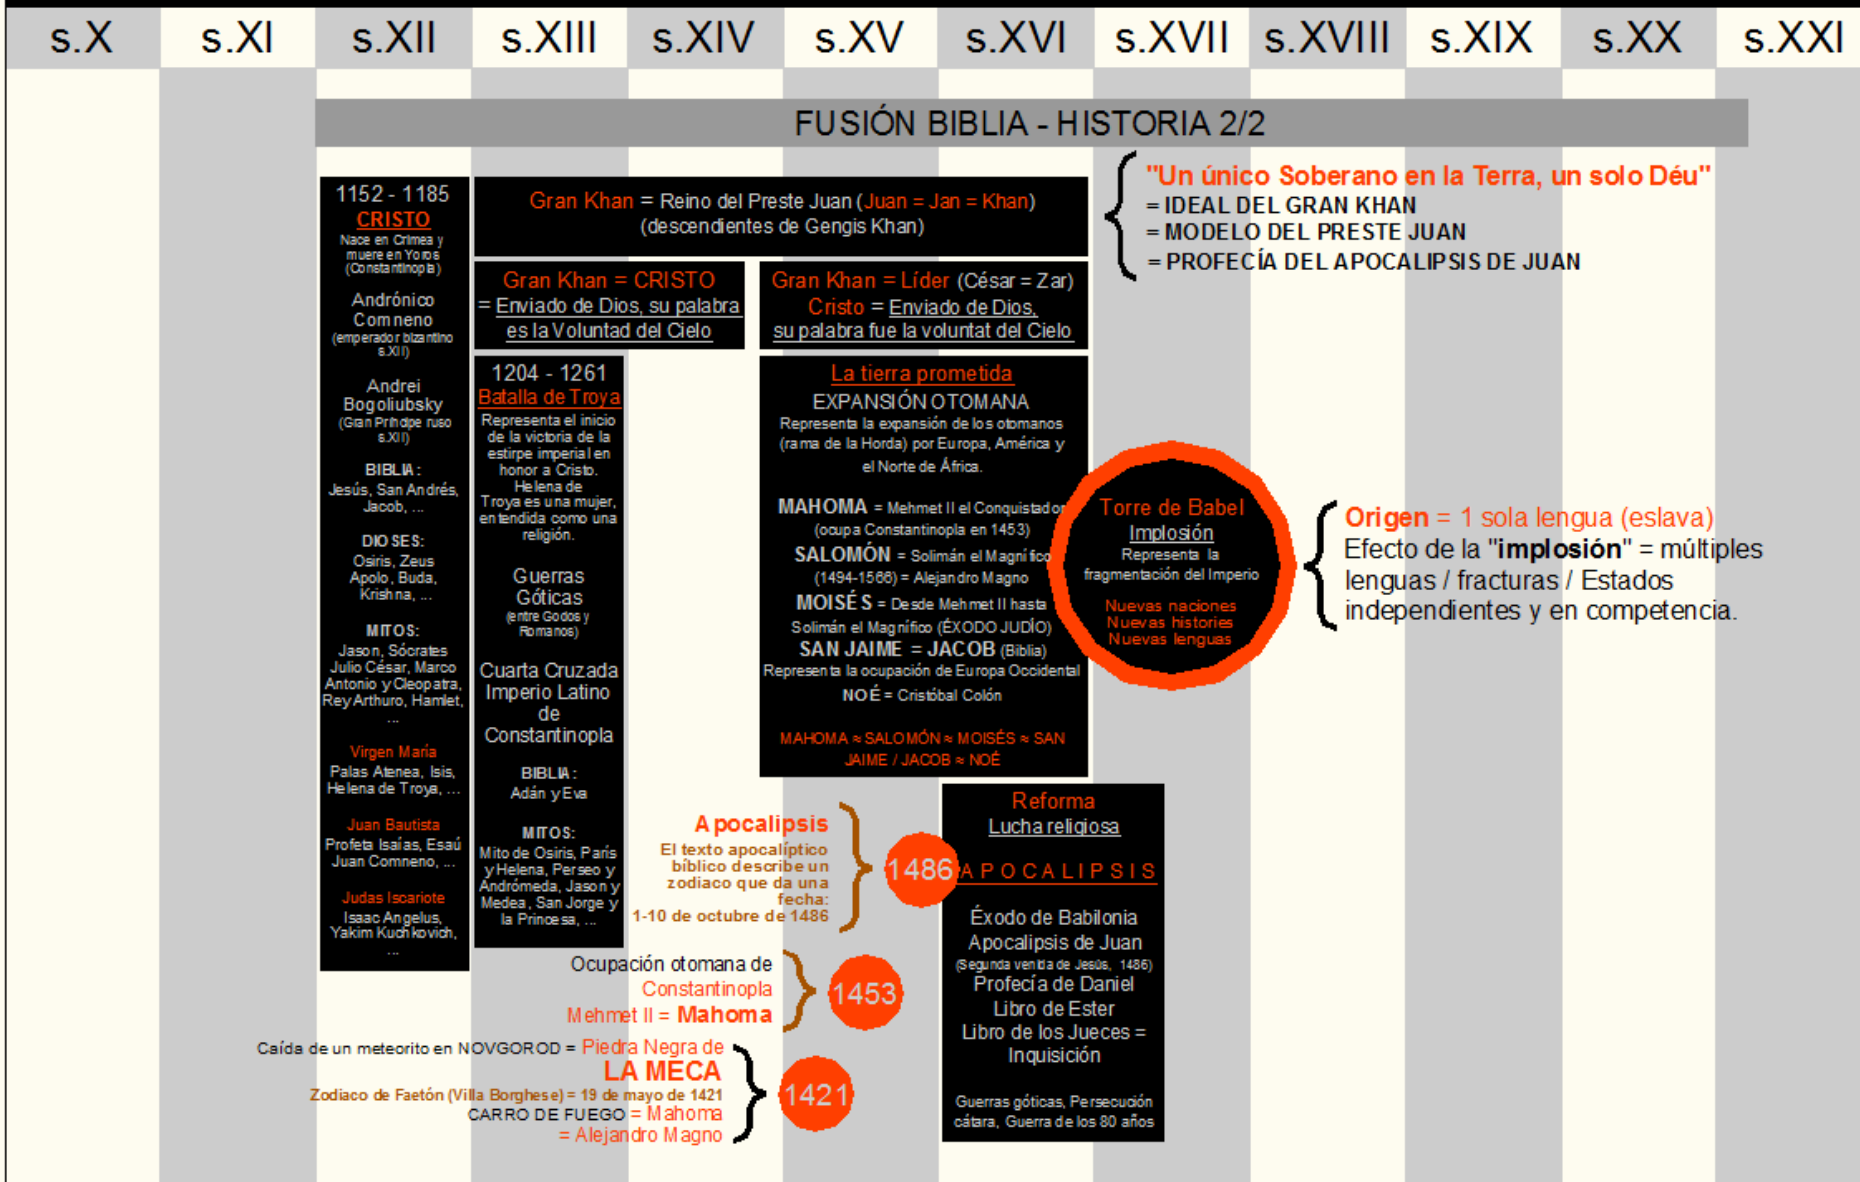 s.X
s.XI
s.XII
s.XIII
s.XIV
s.XV
s.XVI
s.XVII
s.XVIII
s.XIX
s.XX
s.XXI
FUSIÓN BIBLIA - HISTORIA 2/2
1152 - 1185
CRISTO
Nace en Crimea y
muere en Yoros
(Constantinopla)
Andrónico
Comneno
(emperador bizantino
s.XII)
Andrei
Bogoliubsky
(Gran Príndipe ruso
s.XII)
BIBLIA:
Jesús, San Andrés,
Jacob, ...
DIOSES:
Osiris, Zeus
Apolo, Buda,
Krishna, ...
MITOS:
Jason, Sócrates
Julio César, Marco
Antonio y Cleopatra,
Rey Arthuro, Hamlet,
...
Virgen María
Palas Atenea, Isis,
Helena de Troya, ...
Juan Bautista
Profeta Isaías, Esaú
Juan Comneno, ...
Judas Iscariote
Isaac Angelus,
Yakim Kuchkovich,
...
Gran Khan = Reino del Preste Juan (Juan = Jan = Khan)
(descendientes de Gengis Khan)
Gran Khan = CRISTO
= Enviado de Dios, su palabra
es la Voluntad del Cielo
Gran Khan = Líder (César = Zar)
Cristo = Enviado de Dios,
su palabra fue la voluntat del Cielo
"Un único Soberano en la Terra, un solo Déu"
= IDEAL DEL GRAN KHAN
= MODELO DEL PRESTE JUAN
= PROFECÍA DEL APOCALIPSIS DE JUAN
1204 - 1261
Batalla de Troya
Representa el inicio
de la victoria de la
estirpe imperial en
honor a Cristo.
Helena de
Troya es una mujer,
entendida como una
religión.
Guerras
Góticas
(entre Godos y
Romanos)
Cuarta Cruzada
Imperio Latino
de
Constantinopla
BIBLIA:
Adán y Eva
MITOS:
Mito de Osiris, París
y Helena, Perseo y
Andrómeda, Jason y
Medea, San Jorge y
la Princesa, ...
La tierra prometida
EXPANSIÓN OTOMANA
Representa la expansión de los otomanos
(rama de la Horda) por Europa, América y
el Norte de África.
MAHOMA = Mehmet II el Conquistador
(ocupa Constantinopla en 1453)
SALOMÓN = Solimán el Magnífico
(1494-1566) = Alejandro Magno
MOISÉS = Desde Mehmet II hasta
Solimán el Magnífico (ÉXODO JUDÍO)
SAN JAIME = JACOB (Biblia)
Representa la ocupación de Europa Occidental
NOÉ = Cristóbal Colón
MAHOMA ≈ SALOMÓN ≈ MOISÉS ≈ SAN
JAIME / JACOB ≈ NOÉ
Torre de Babel
Implosión
Representa la
fragmentación del Imperio
Nuevas naciones
Nuevas histories
Nuevas lenguas
Origen = 1 sola lengua (eslava)
Efecto de la "implosión" = múltiples
lenguas / fracturas / Estados
independientes y en competencia.
Apocalipsis
El texto apocalíptico
bíblico describe un
zodiaco que da una
fecha:
1-10 de octubre de 1486
1486
Reforma
Lucha religiosa
APOCALIPSIS
Éxodo de Babilonia
Apocalipsis de Juan
(Segunda venida de Jesús, 1486)
Profecía de Daniel
Libro de Ester
Libro de los Jueces =
Inquisición
Guerras góticas, Persecución
cátara, Guerra de los 80 años
Ocupación otomana de
Constantinopla
Mehmet II = Mahoma
1453
Caída de un meteorito en NOVGOROD = Piedra Negra de
LA MECA
Zodiaco de Faetón (Villa Borghese) = 19 de mayo de 1421
CARRO DE FUEGO = Mahoma
= Alejandro Magno
1421